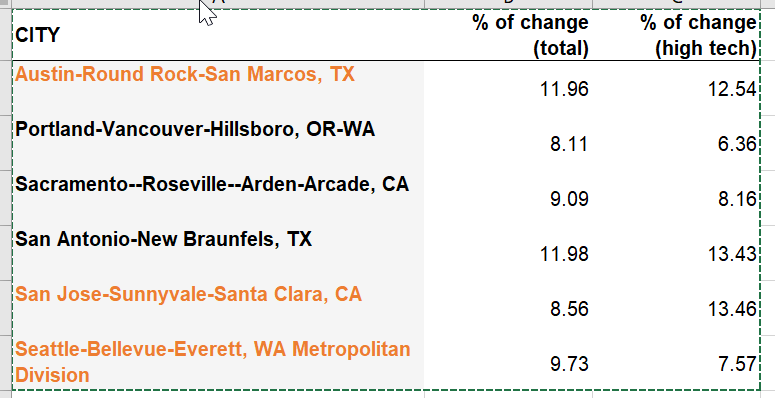 CITY % of change (total) % of change (high tech)
Austin-Round Rock-San Marcos, TX 11.96 12.54
Portland-Vancouver-Hillsboro, OR-WA 8.11 6.36
Sacramento--Roseville--Arden-Arcade, CA 9.09 8.16
San Antonio-New Braunfels, TX 11.98 13.43
San Jose-Sunnyvale-Santa Clara, CA 8.56 13.46
Seattle-Bellevue-Everett, WA Metropolitan
Division 9.73 7.57